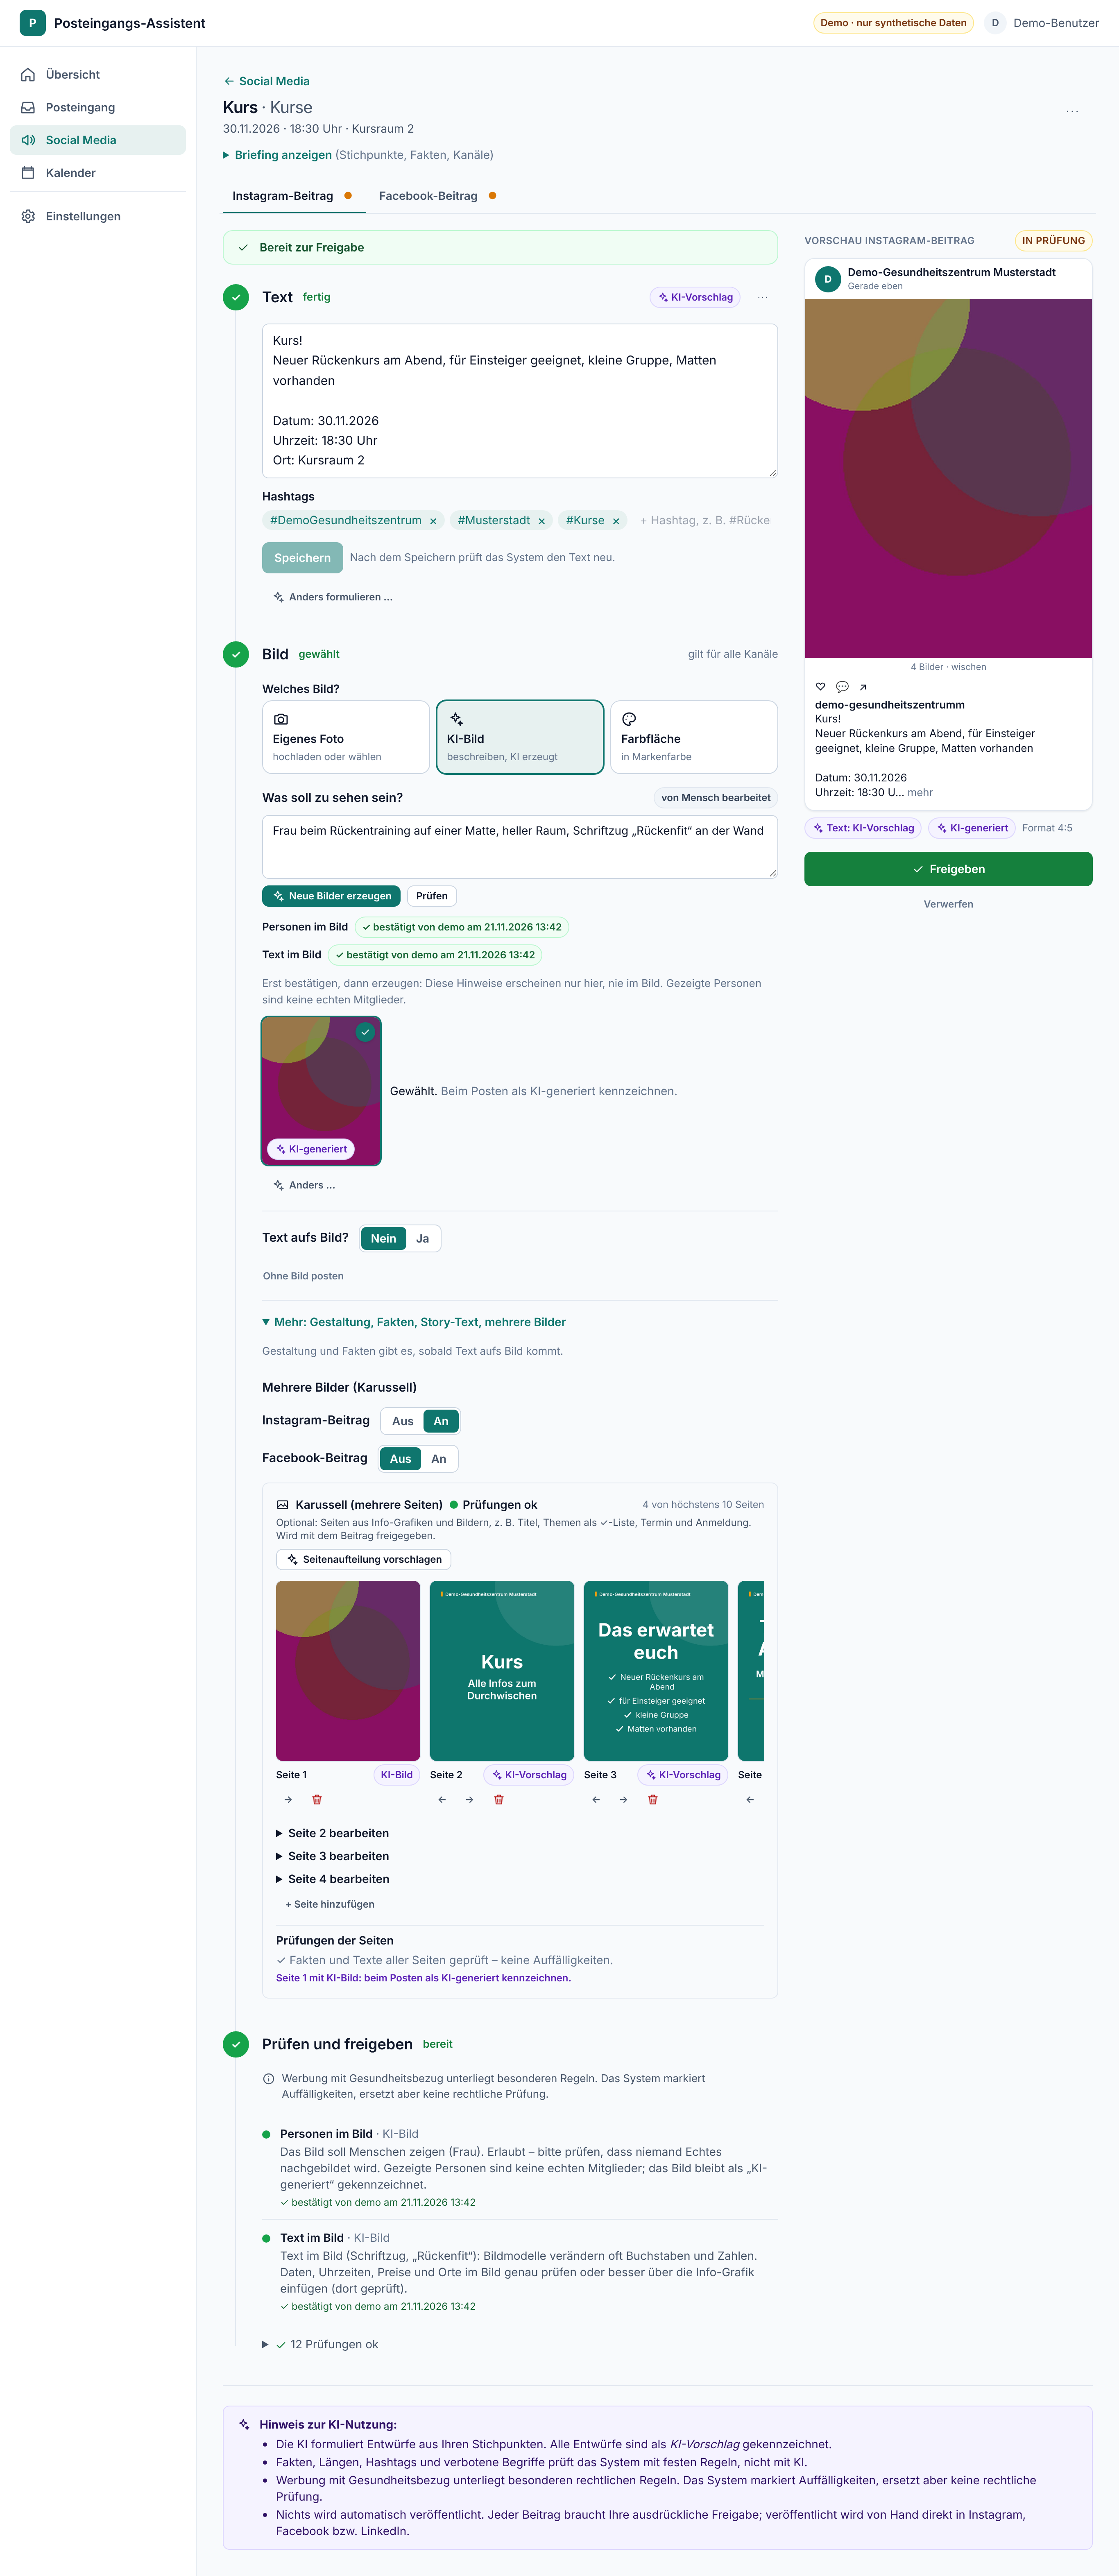 P Posteingangs-Assistent
Demo · nur synthetische Daten
D Demo-Benutzer
Übersicht
Posteingang
Social Media
Kalender
Einstellungen
← Social Media
Kurs · Kurse
...
30.11.2026 · 18:30 Uhr · Kursraum 2
▶ Briefing anzeigen (Stichpunkte, Fakten, Kanäle)
Instagram-Beitrag
Facebook-Beitrag
✓ Bereit zur Freigabe
Text fertig
KI-Vorschlag
...
Kurs!
Neuer Rückenkurs am Abend, für Einsteiger geeignet, kleine Gruppe, Matten
vorhanden
Datum: 30.11.2026
Uhrzeit: 18:30 Uhr
Ort: Kursraum 2
Hashtags
#DemoGesundheitszentrum × #Musterstadt × #Kurse × + Hashtag, z. B. #Rücke
Speichern Nach dem Speichern prüft das System den Text neu.
Anders formulieren ...
Bild gewählt
gilt für alle Kanäle
Welches Bild?
Eigenes Foto
hochladen oder wählen
KI-Bild
beschreiben, KI erzeugt
Farbfläche
in Markenfarbe
Was soll zu sehen sein?
von Mensch bearbeitet
Frau beim Rückentraining auf einer Matte, heller Raum, Schriftzug „Rückenfit“ an der Wand
Neue Bilder erzeugen
Prüfen
Personen im Bild ✓ bestätigt von demo am 21.11.2026 13:42
Text im Bild ✓ bestätigt von demo am 21.11.2026 13:42
Erst bestätigen, dann erzeugen: Diese Hinweise erscheinen nur hier, nie im Bild. Gezeigte Personen
sind keine echten Mitglieder.
KI-generiert
Gewählt. Beim Posten als KI-generiert kennzeichnen.
Anders ...
Text aufs Bild? Nein Ja
Ohne Bild posten
▼ Mehr: Gestaltung, Fakten, Story-Text, mehrere Bilder
Gestaltung und Fakten gibt es, sobald Text aufs Bild kommt.
Mehrere Bilder (Karussell)
Instagram-Beitrag Aus An
Facebook-Beitrag Aus An
Karussell (mehrere Seiten) Prüfungen ok
4 von höchstens 10 Seiten
Optional: Seiten aus Info-Grafiken und Bildern, z. B. Titel, Themen als ✓-Liste, Termin und Anmeldung.
Wird mit dem Beitrag freigegeben.
Seitenaufteilung vorschlagen
Demo-Gesundheitszentrum Musterstadt
Kurs
Alle Infos zum
Durchwischen
Demo-Gesundheitszentrum Musterstadt
Das erwartet
euch
✓ Neuer Rückenkurs am
Abend
✓ für Einsteiger geeignet
✓ kleine Gruppe
✓ Matten vorhanden
Seite 1 KI-Bild
Seite 2 KI-Vorschlag
Seite 3 KI-Vorschlag
Seite
▶ Seite 2 bearbeiten
▶ Seite 3 bearbeiten
▶ Seite 4 bearbeiten
+ Seite hinzufügen
Prüfungen der Seiten
✓ Fakten und Texte aller Seiten geprüft – keine Auffälligkeiten.
Seite 1 mit KI-Bild: beim Posten als KI-generiert kennzeichnen.
Prüfen und freigeben bereit
Werbung mit Gesundheitsbezug unterliegt besonderen Regeln. Das System markiert
Auffälligkeiten, ersetzt aber keine rechtliche Prüfung.
Personen im Bild · KI-Bild
Das Bild soll Menschen zeigen (Frau). Erlaubt – bitte prüfen, dass niemand Echtes
nachgebildet wird. Gezeigte Personen sind keine echten Mitglieder; das Bild bleibt als „KI-
generiert“ gekennzeichnet.
✓ bestätigt von demo am 21.11.2026 13:42
Text im Bild · KI-Bild
Text im Bild (Schriftzug, „Rückenfit“): Bildmodelle verändern oft Buchstaben und Zahlen.
Daten, Uhrzeiten, Preise und Orte im Bild genau prüfen oder besser über die Info-Grafik
einfügen (dort geprüft).
✓ bestätigt von demo am 21.11.2026 13:42
▶ ✓ 12 Prüfungen ok
VORSCHAU INSTAGRAM-BEITRAG
IN PRÜFUNG
D Demo-Gesundheitszentrum Musterstadt
Gerade eben
4 Bilder · wischen
demo-gesundheitszentrumm
Kurs!
Neuer Rückenkurs am Abend, für Einsteiger
geeignet, kleine Gruppe, Matten vorhanden
Datum: 30.11.2026
Uhrzeit: 18:30 U... mehr
Text: KI-Vorschlag
KI-generiert
Format 4:5
✓ Freigeben
Verwerfen
Hinweis zur KI-Nutzung:
• Die KI formuliert Entwürfe aus Ihren Stichpunkten. Alle Entwürfe sind als KI-Vorschlag gekennzeichnet.
• Fakten, Längen, Hashtags und verbotene Begriffe prüft das System mit festen Regeln, nicht mit KI.
• Werbung mit Gesundheitsbezug unterliegt besonderen rechtlichen Regeln. Das System markiert Auffälligkeiten, ersetzt aber keine rechtliche
Prüfung.
• Nichts wird automatisch veröffentlicht. Jeder Beitrag braucht Ihre ausdrückliche Freigabe; veröffentlicht wird von Hand direkt in Instagram,
Facebook bzw. LinkedIn.